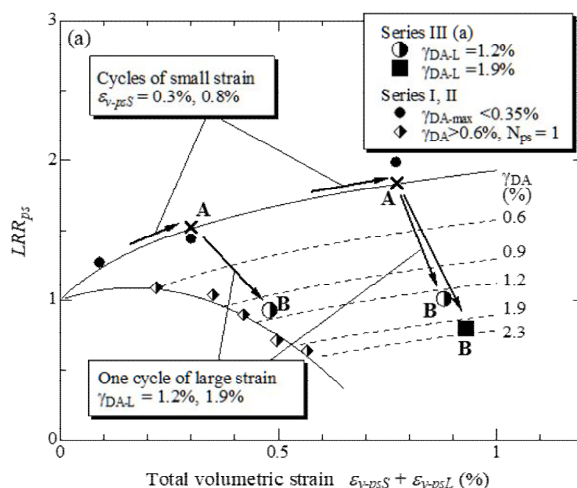 (a)
Series III (a)
γDA-L =1.2%
γDA-L =1.9%
Series I, II
γDA-max <0.35%
γDA>0.6%, Nps = 1
Cycles of small strain
εv-psS = 0.3%, 0.8%
One cycle of large strain
γDA-L = 1.2%, 1.9%
A
A
B
B
B
γDA
(%)
0.6
0.9
1.2
1.9
2.3
3
2
1
0
LRRps
0
0.5
1
Total volumetric strain εv-psS + εv-psL (%)